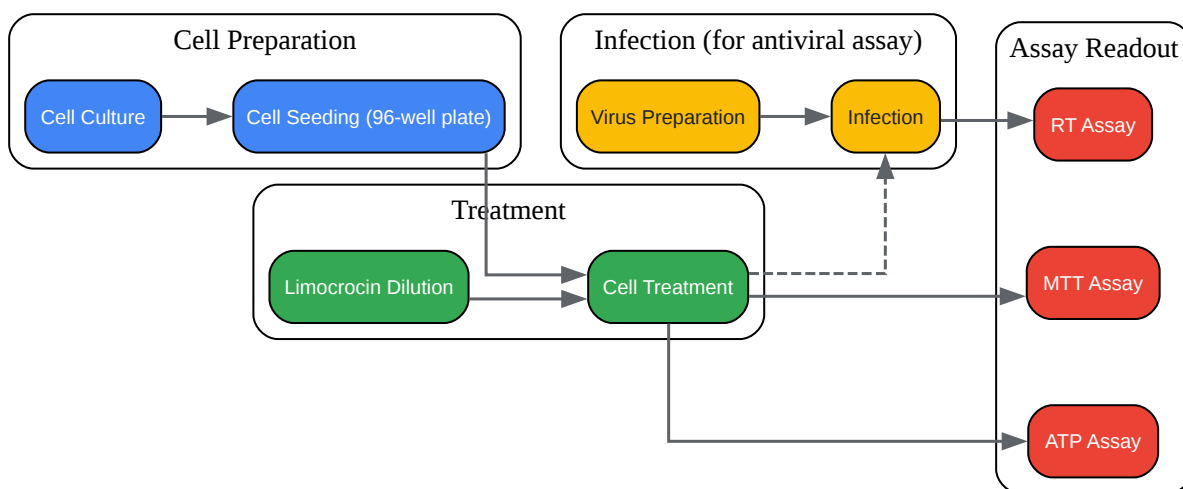 Cell Preparation
Cell Culture
Cell Seeding (96-well plate)
Infection (for antiviral assay)
Virus Preparation
Infection
Assay Readout
RT Assay
Treatment
Limocrocin Dilution
Cell Treatment
MTT Assay
ATP Assay